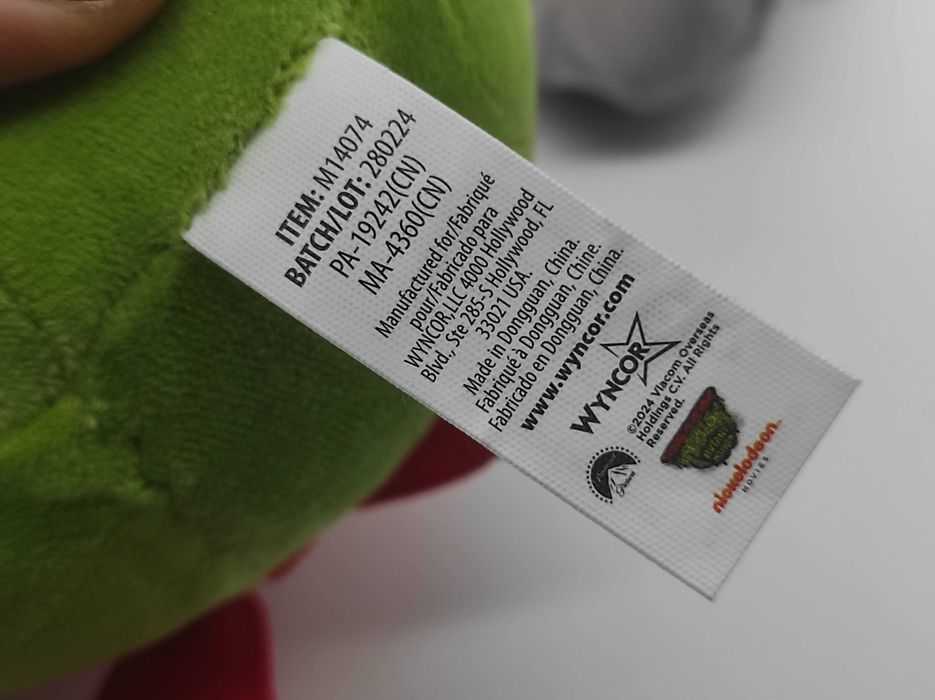 ITEM: M14074
BATCH/LOT: 280224
PA-19242(CN)
MA-4360(CN)
Manufactured for/Fabriqué
pour/Fabricado para
WYNCOR,LLC 4000 Hollywood
Blvd., Ste 285-S Hollywood, FL
33021 USA.
Made in Dongguan, China.
Fabriqué à Dongguan, Chine.
Fabricado en Dongguan, China.
www.wyncor.com
WYNCOR
©2024 Viacom Overseas
Holdings C.V. All Rights
Reserved.
Paramount
Pictures
nickelodeon
MOVIES